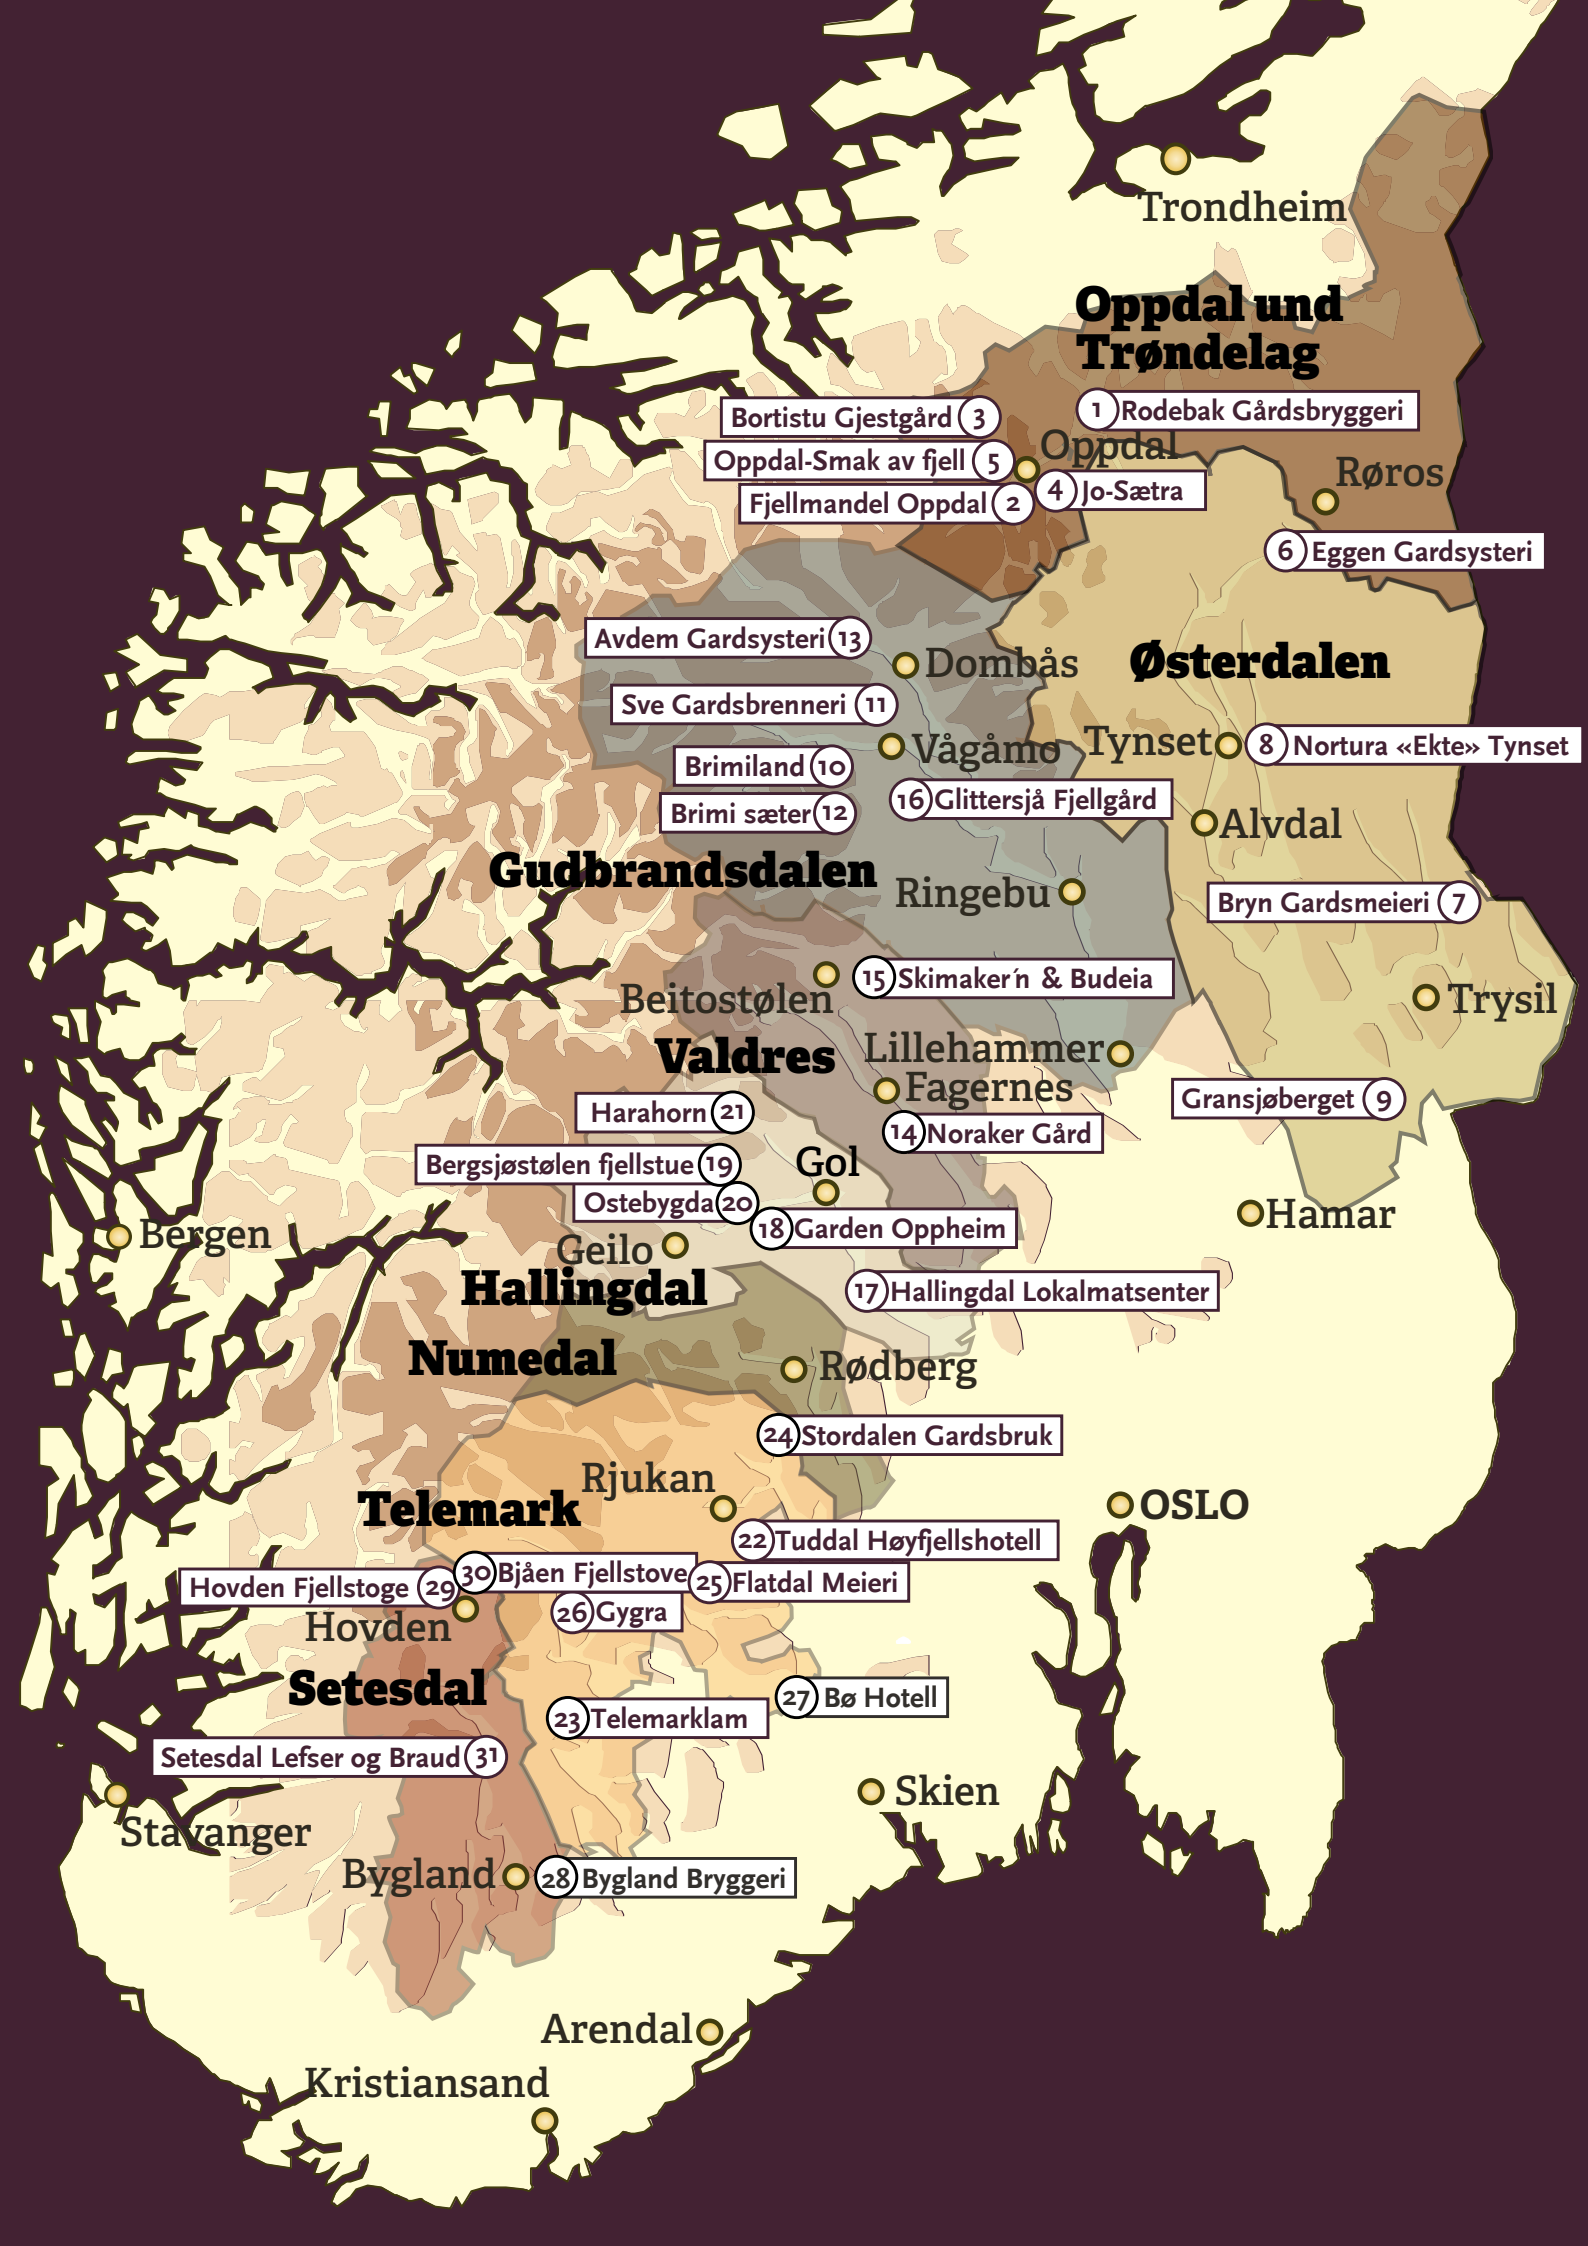 Trondheim
Oppdal und
Trøndelag
Bortistu Gjestgård 3
1 Rodebak Gårdsbryggeri
Oppdal
Oppdal-Smak av fjell 5
Røros
Fjellmandel Oppdal 2
4 Jo-Sætra
6 Eggen Gardsysteri
Avdem Gardsysteri 13
Dombås
Østerdalen
Sve Gardsbrenneri 11
Vågåmo
Tynset
8 Nortura «Ekte» Tynset
Brimiland 10
16 Glittersjå Fjellgård
Brimi sæter 12
Alvdal
Gudbrandsdalen
Ringebu
Bryn Gardsmeieri 7
15 Skimaker´n & Budeia
Beitostølen
Trysil
Valdres
Lillehammer
Fagernes
Gransjøberget 9
Harahorn 21
14 Noraker Gård
Bergsjøstølen fjellstue 19
Gol
Ostebygda 20
18 Garden Oppheim
Hamar
Bergen
Geilo
Hallingdal
17 Hallingdal Lokalmatsenter
Numedal
Rødberg
24 Stordalen Gardsbruk
Rjukan
Telemark
OSLO
22 Tuddal Høyfjellshotell
30 Bjåen Fjellstove
Hovden Fjellstoge 29
25 Flatdal Meieri
26 Gygra
Hovden
Setesdal
27 Bø Hotell
23 Telemarklam
Setesdal Lefser og Braud 31
Skien
Stavanger
Bygland
28 Bygland Bryggeri
Arendal
Kristiansand